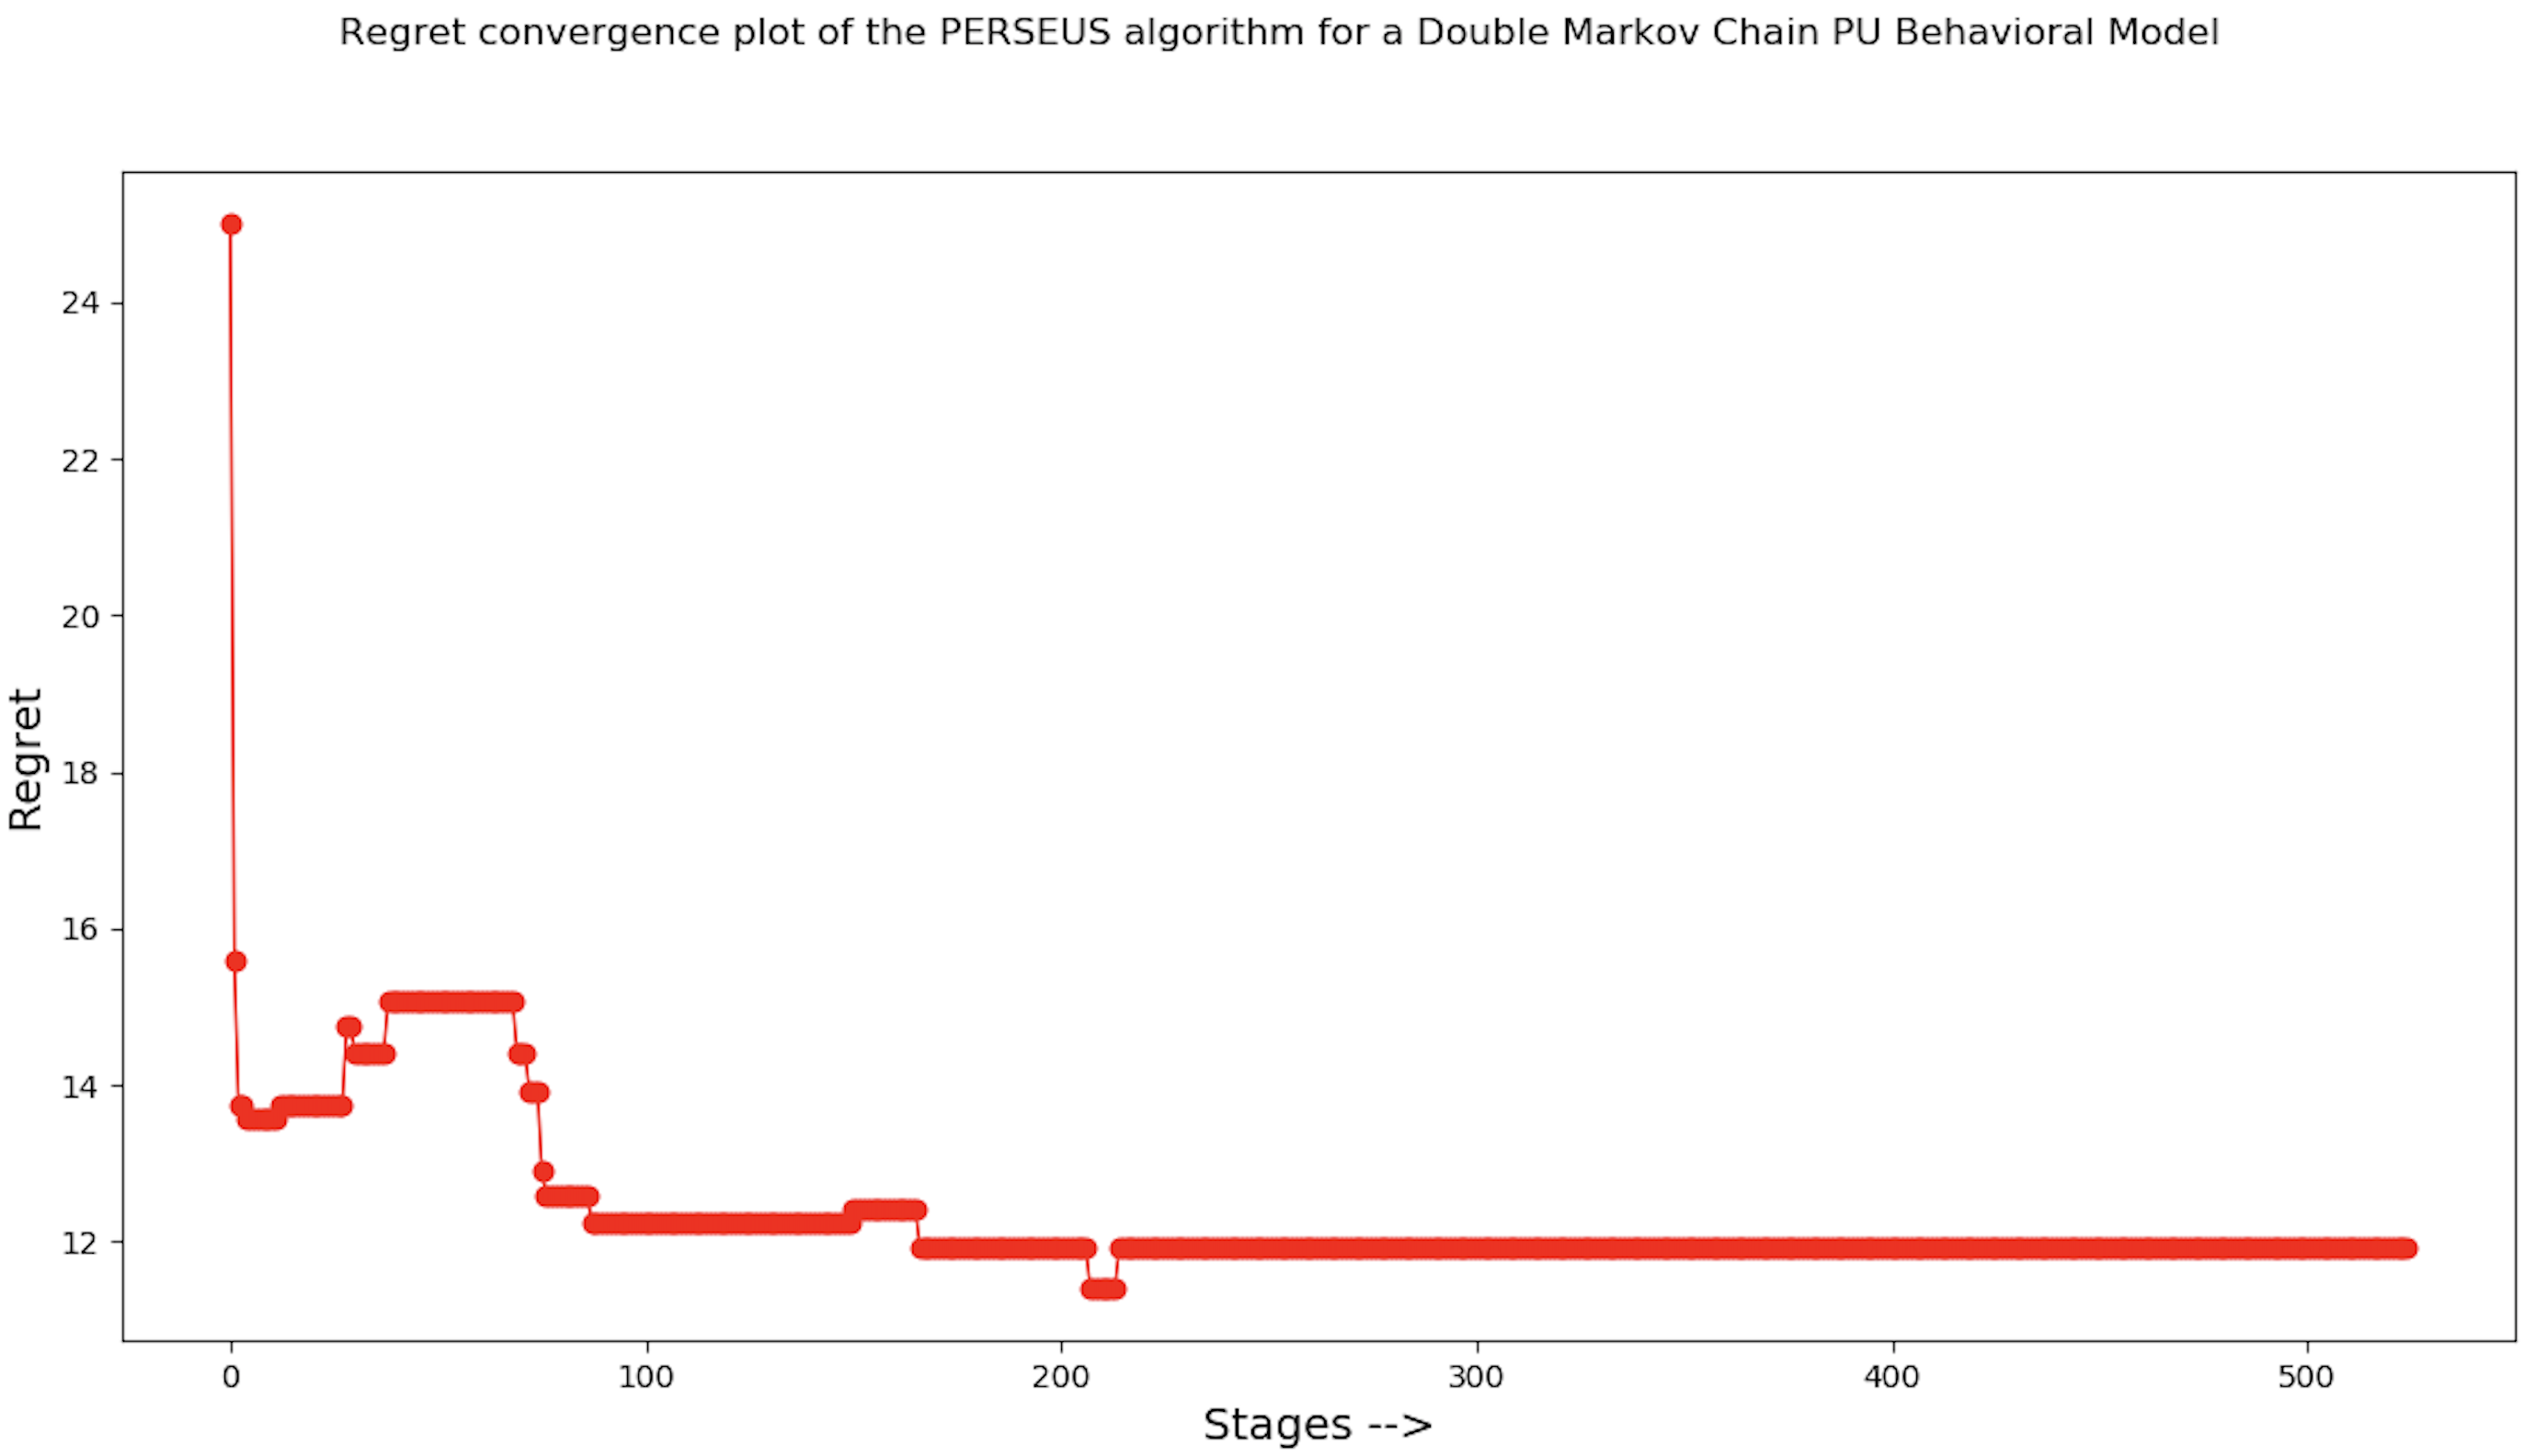 Regret convergence plot of the PERSEUS algorithm for a Double Markov Chain PU Behavioral Model
24
22
20
18
16
14
12
Regret
0 100 200 300 400 500
Stages -->